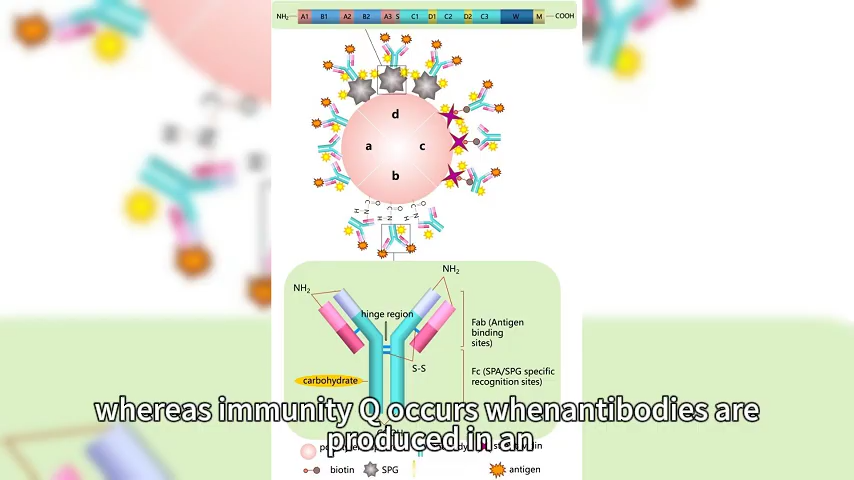 NH₂ A1 B1 A2 B2 A3 S C1 D1 C2 D2 C3 W M COOH
d
a c
b
C O C O C O
H N H N H N
NH₂
NH₂
hinge region
Fab (Antigen
binding
sites)
S-S
Fc (SPA/SPG specific
recognition sites)
carbohydrate
whereas immunity Q occurs whenantibodies are
produced in an
biotin SPG antigen